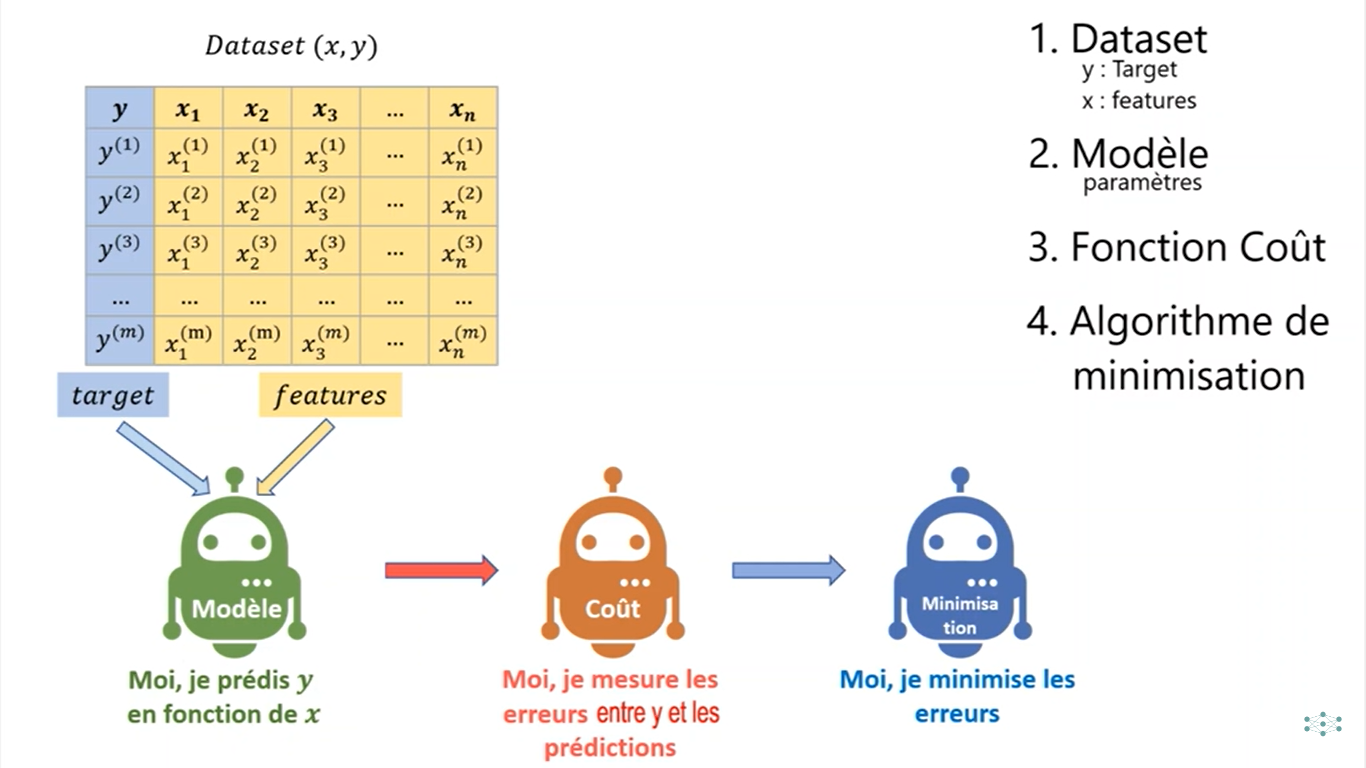 Dataset (x, y)
y x₁ x₂ x₃ ... xₙ
y⁽¹⁾ x₁⁽¹⁾ x₂⁽¹⁾ x₃⁽¹⁾ ... xₙ⁽¹⁾
y⁽²⁾ x₁⁽²⁾ x₂⁽²⁾ x₃⁽²⁾ ... xₙ⁽²⁾
y⁽³⁾ x₁⁽³⁾ x₂⁽³⁾ x₃⁽³⁾ ... xₙ⁽³⁾
... ... ... ... ... ...
y⁽ᵐ⁾ x₁⁽ᵐ⁾ x₂⁽ᵐ⁾ x₃⁽ᵐ⁾ ... xₙ⁽ᵐ⁾
target features
1. Dataset
y : Target
x : features
2. Modèle
paramètres
3. Fonction Coût
4. Algorithme de
minimisation
Modèle
Moi, je prédis y
en fonction de x
Coût
Moi, je mesure les
erreurs entre y et les
prédictions
Minimisa
tion
Moi, je minimise les
erreurs